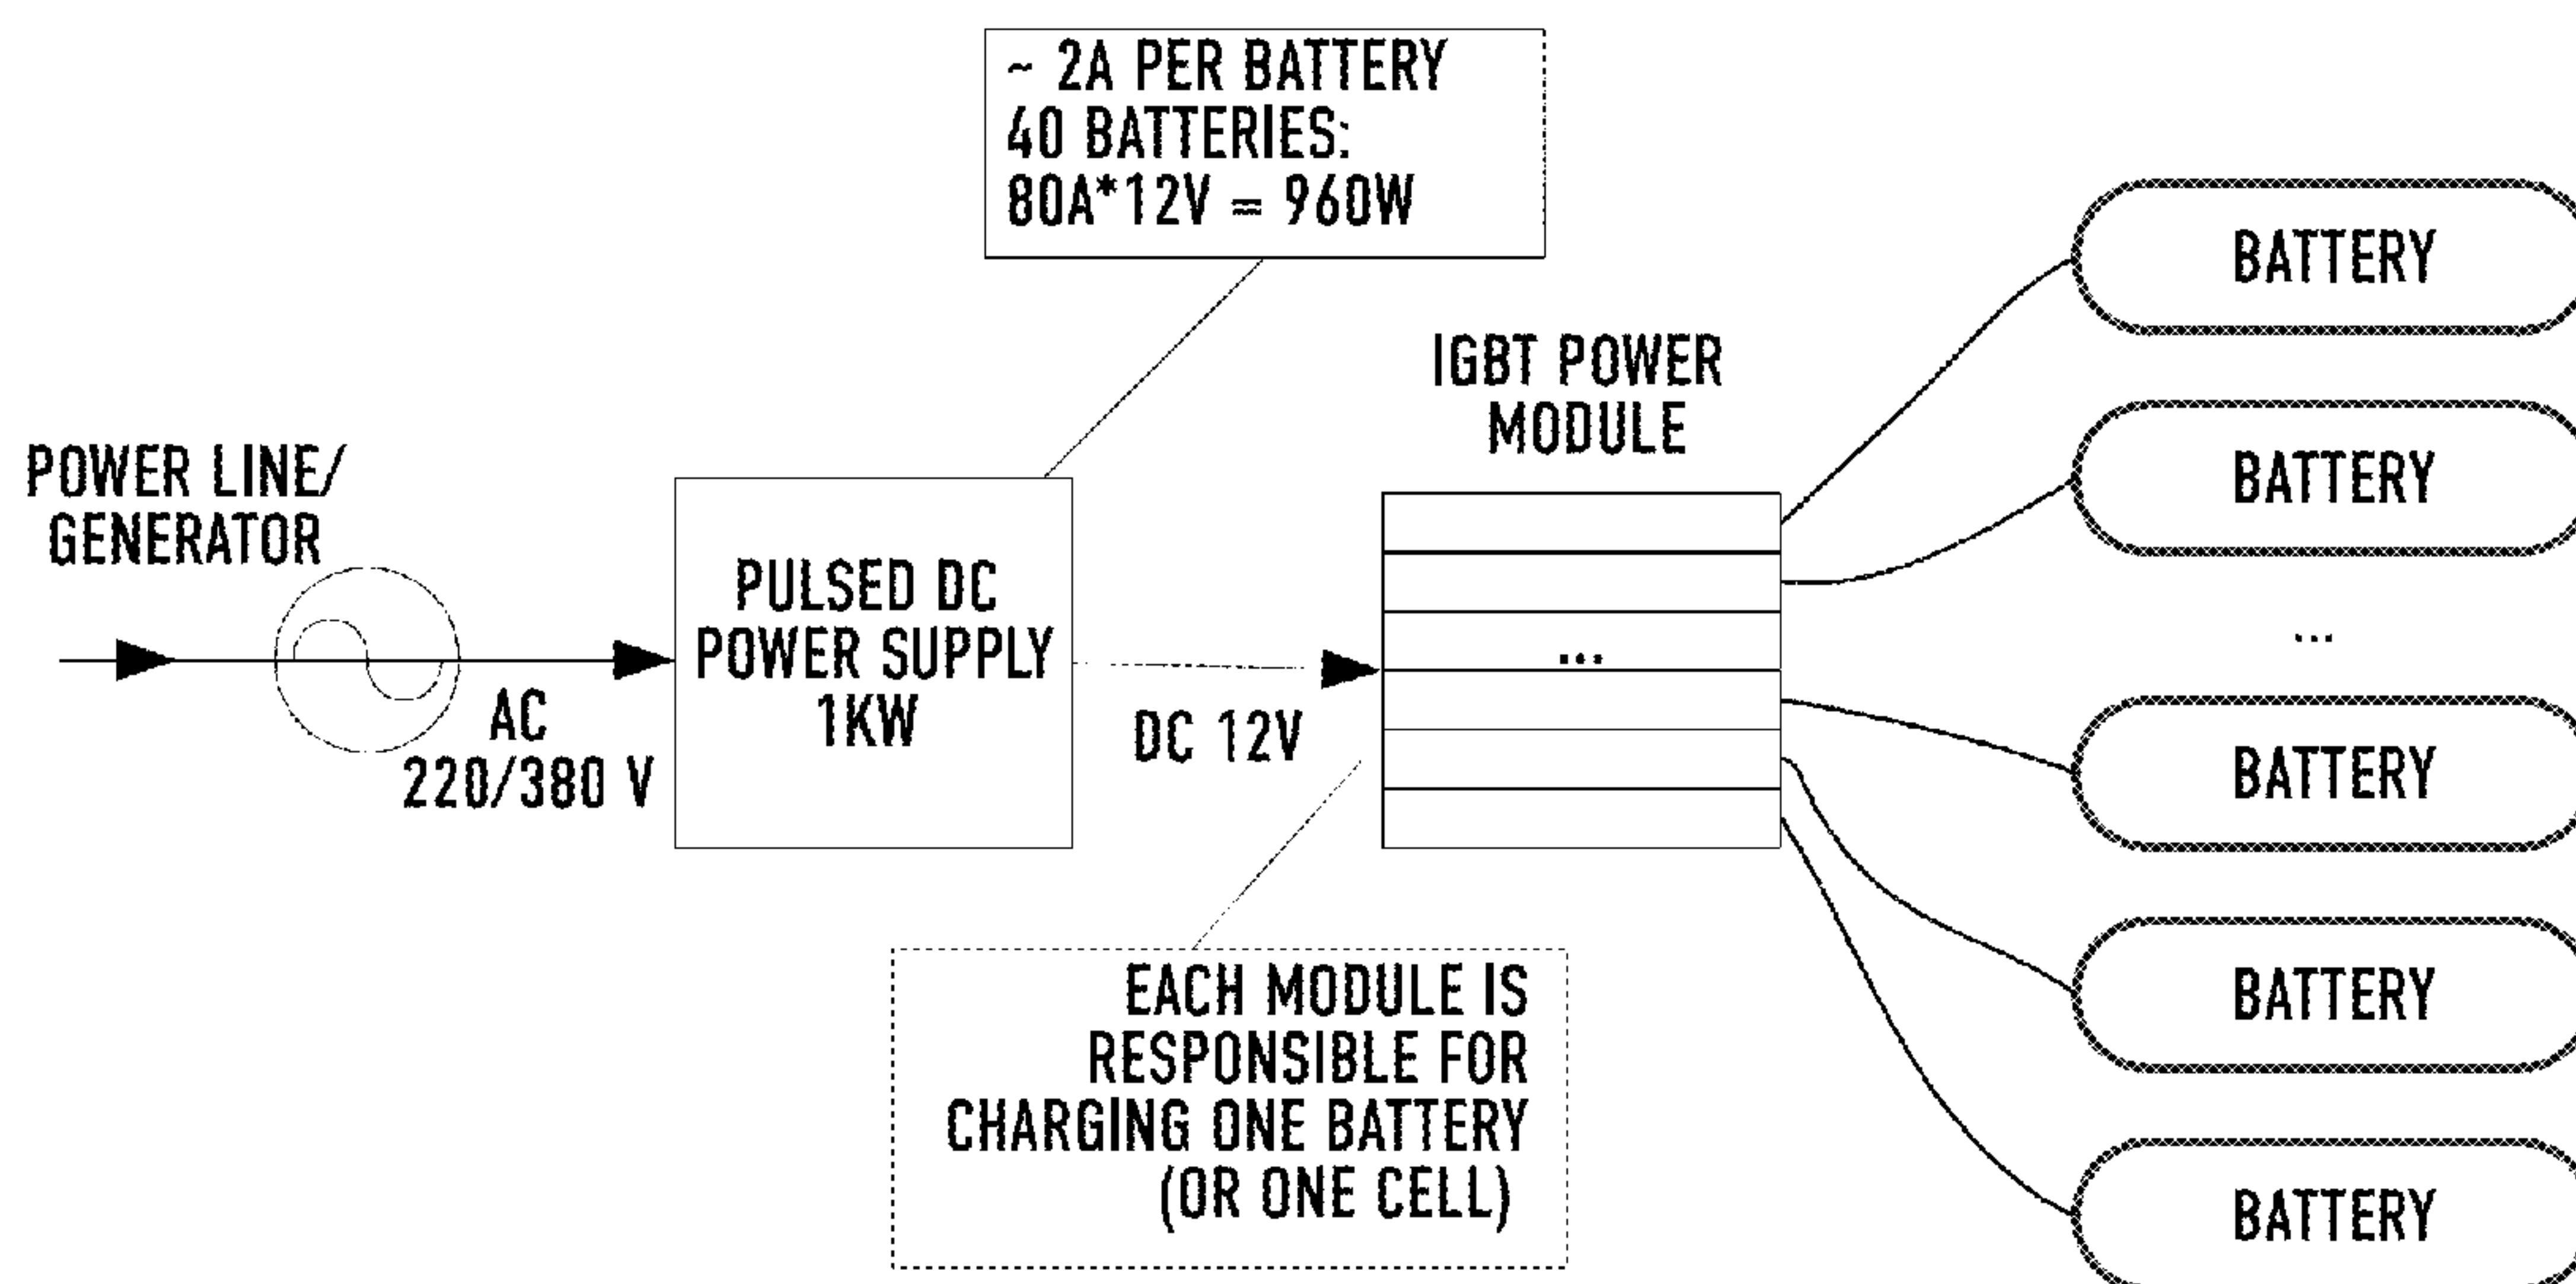 ~ 2A PER BATTERY
40 BATTERIES:
80A*12V = 960W
POWER LINE/
GENERATOR
AC
220/380 V
PULSED DC
POWER SUPPLY
1KW
DC 12V
IGBT POWER
MODULE
...
EACH MODULE IS
RESPONSIBLE FOR
CHARGING ONE BATTERY
(OR ONE CELL)
BATTERY
BATTERY
...
BATTERY
BATTERY
BATTERY